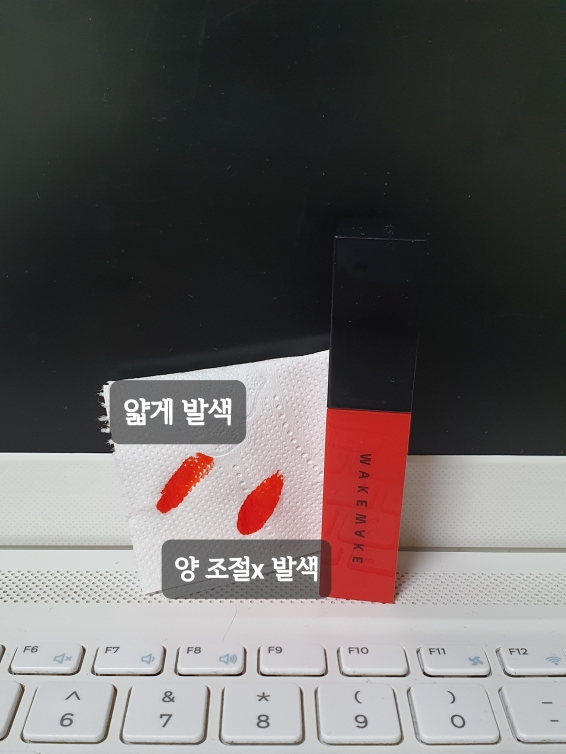 얇게 발색
양 조절x 발색
WAKEMAKE
F6 F7 F8 F9 F10 F11 F12
^ & * ( ) _
6 7 8 9 0 -